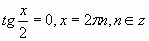 tg x/2 = 0, x = 2πn, n ∈ z